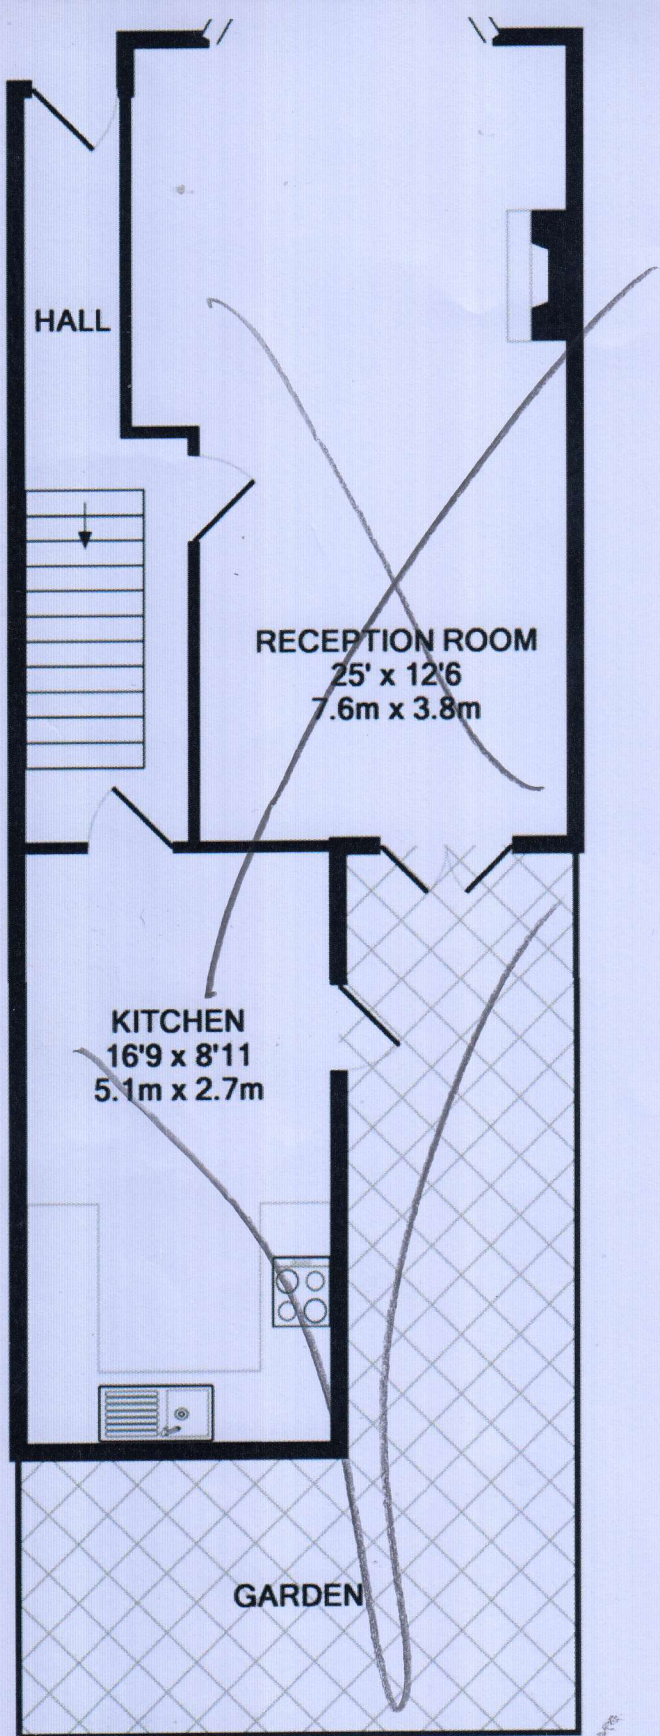 HALL
RECEPTION ROOM
25' x 12'6
7.6m x 3.8m
KITCHEN
16'9 x 8'11
5.1m x 2.7m
GARDEN